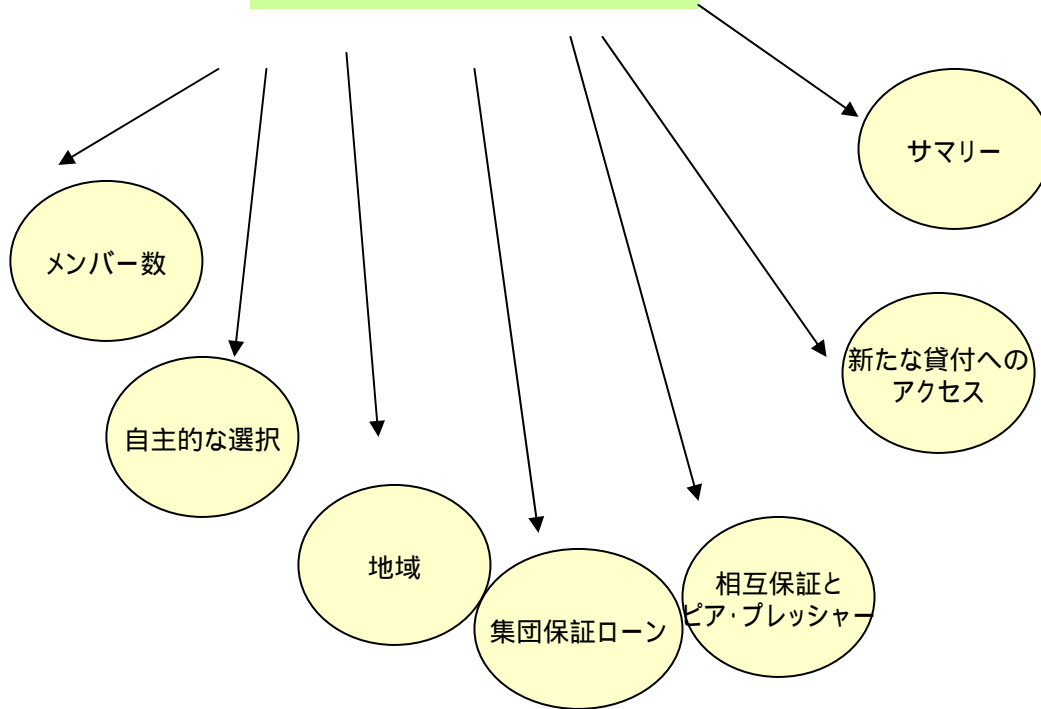 サマリー
メンバー数
新たな貸付への
アクセス
自主的な選択
地域
相互保証と
ピア・プレッシャー
集団保証ローン